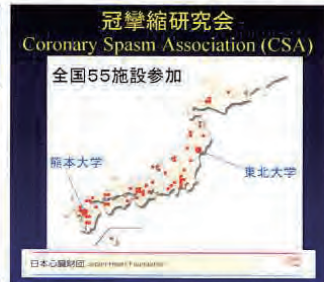 冠攣縮研究会
Coronary Spasm Association (CSA)
全国55施設参加
熊本大学
東北大学
日本心臓財団